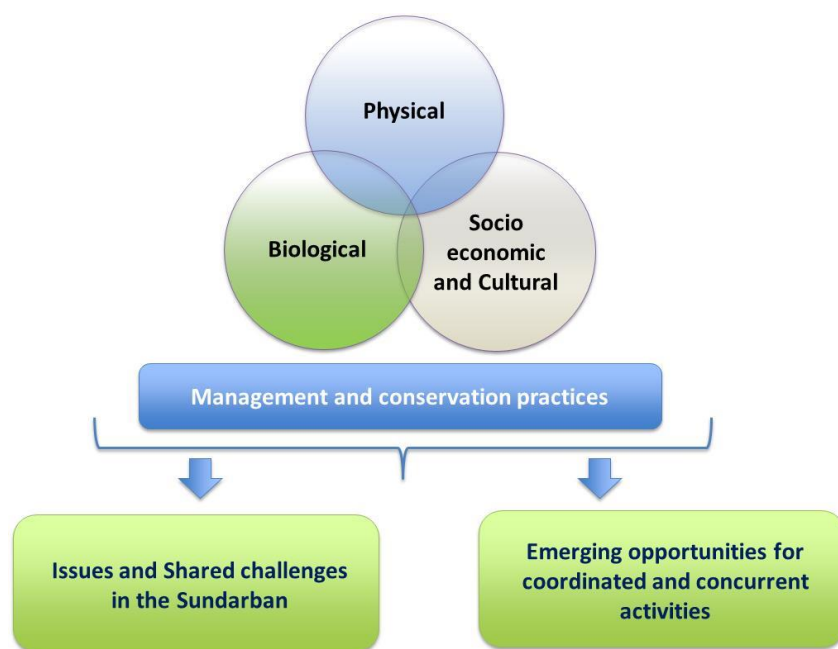 Physical
Biological
Socio
economic
and Cultural
Management and conservation practices
Issues and Shared challenges
in the Sundarban
Emerging opportunities for
coordinated and concurrent
activities